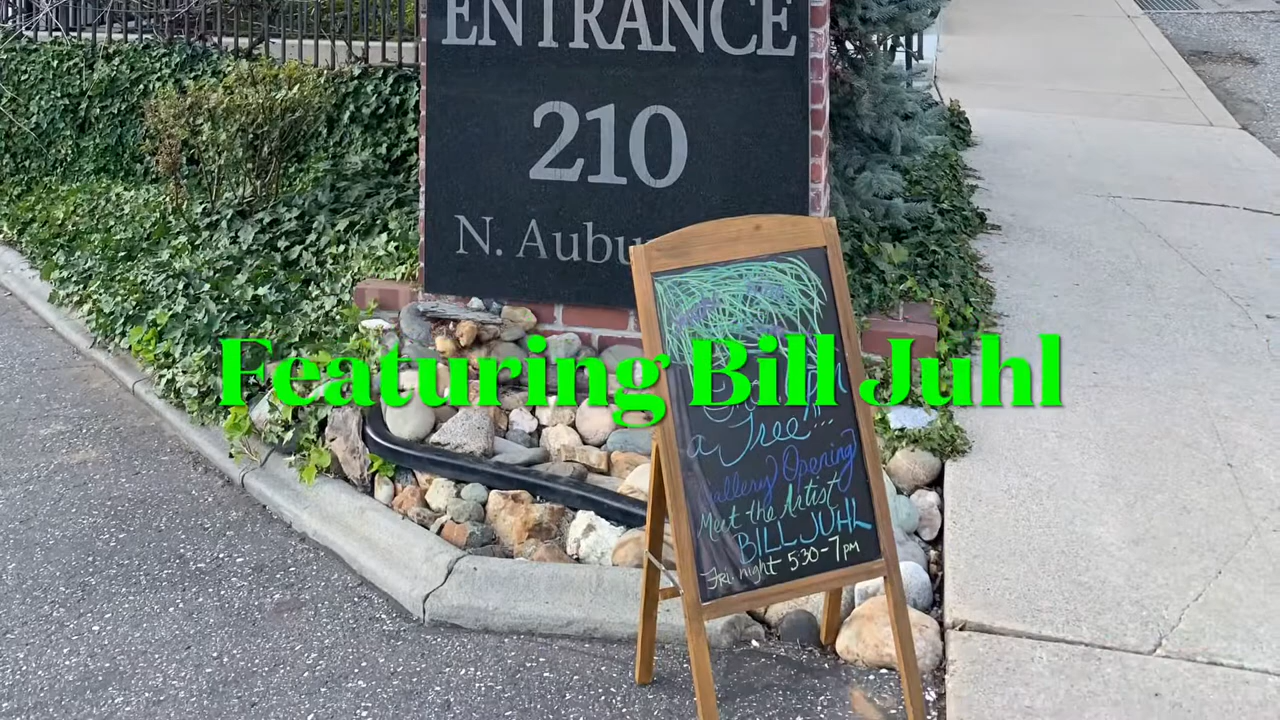 ENTRANCE
210
N. Aubu
Featuring Bill Juhl
a Tree!!!
Gallery Opening
Meet the Artist
BILL JUHL
Fri. night 5:30-7pm